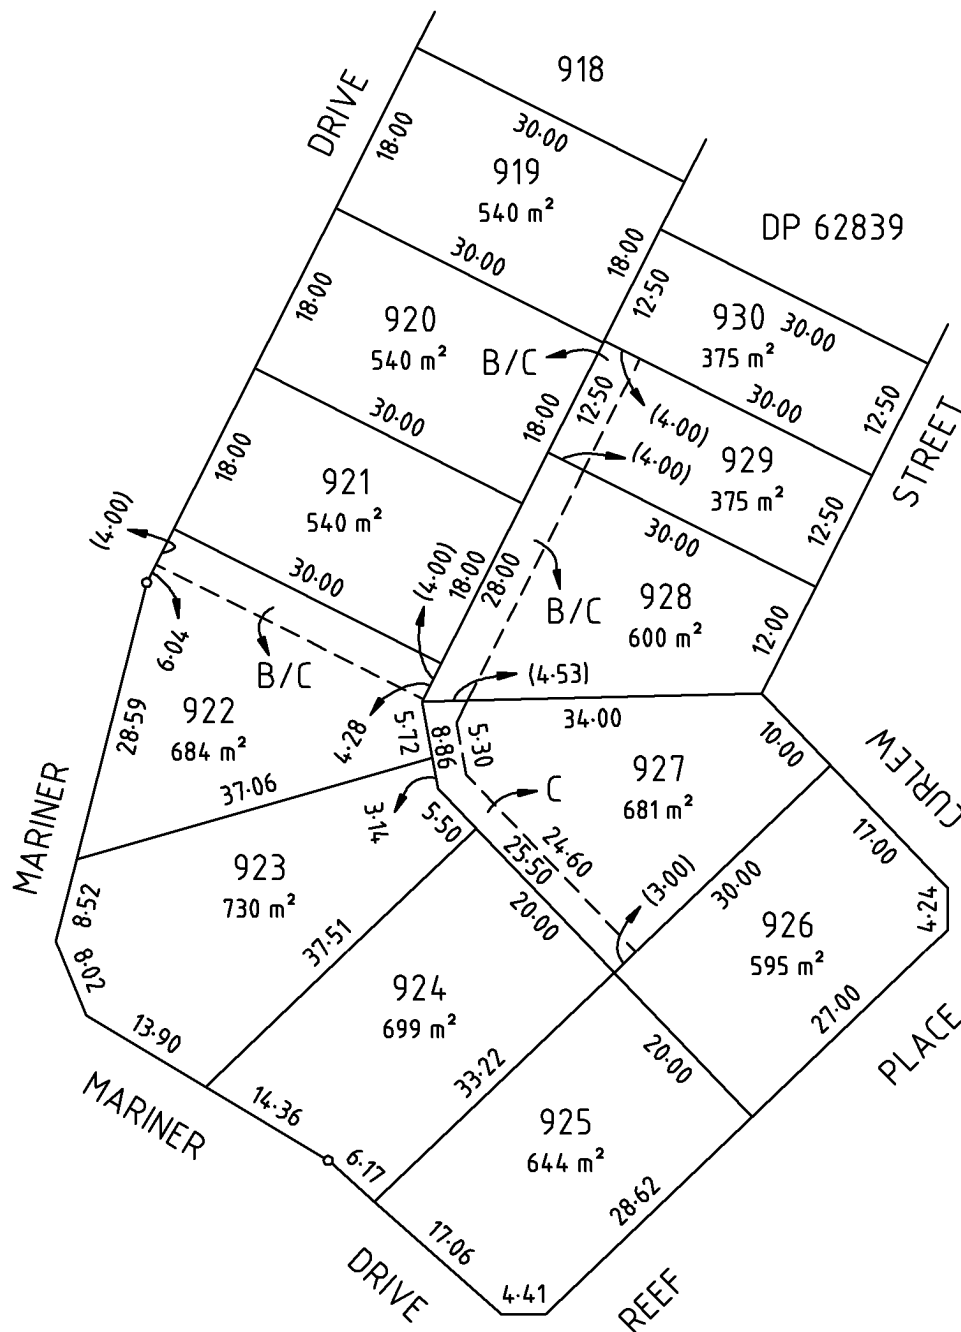 918
DRIVE
18·00
30·00
919
540 m²
DP 62839
18·00
30·00
12·50
18·00
920
540 m²
930
375 m²
30·00
B/C
12·50
12·50
(4·00)
30·00
STREET
30·00
18·00
(4·00)
929
375 m²
18·00
921
540 m²
12·50
(4·00)
30·00
30·00
(4·00)
18·00
28·00
B/C
928
600 m²
12·00
6·04
B/C
(4·53)
922
684 m²
28·59
4·28
5·72
8·86
5·30
34·00
10·00
CURLEW
37·06
927
681 m²
C
3·14
5·50
MARINER
923
730 m²
24·60
25·50
17·00
8·52
(3·00)
30·00
4·24
20·00
926
595 m²
37·51
8·02
924
699 m²
27·00
13·90
33·22
20·00
PLACE
MARINER
14·36
925
644 m²
6·17
28·62
17·06
DRIVE
4·41
REEF